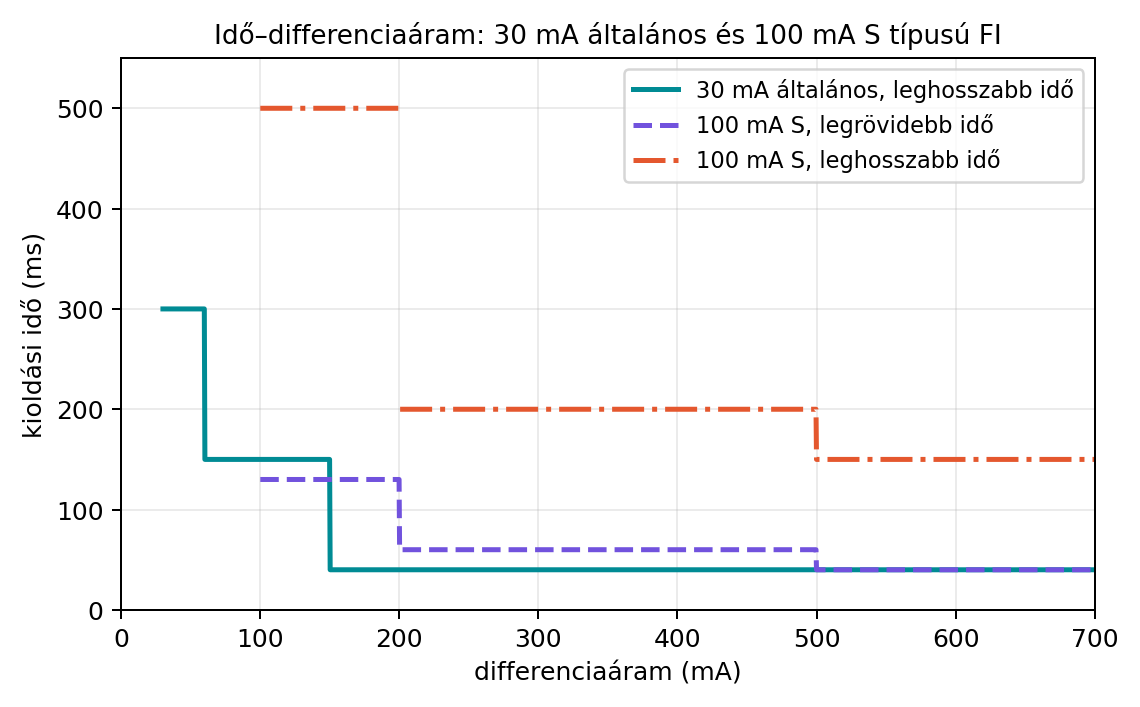 Idő–differenciaáram: 30 mA általános és 100 mA S típusú FI
30 mA általános, leghosszabb idő
100 mA S, legrövidebb idő
100 mA S, leghosszabb idő
kioldási idő (ms)
500
400
300
200
100
0
0 100 200 300 400 500 600 700
differenciaáram (mA)